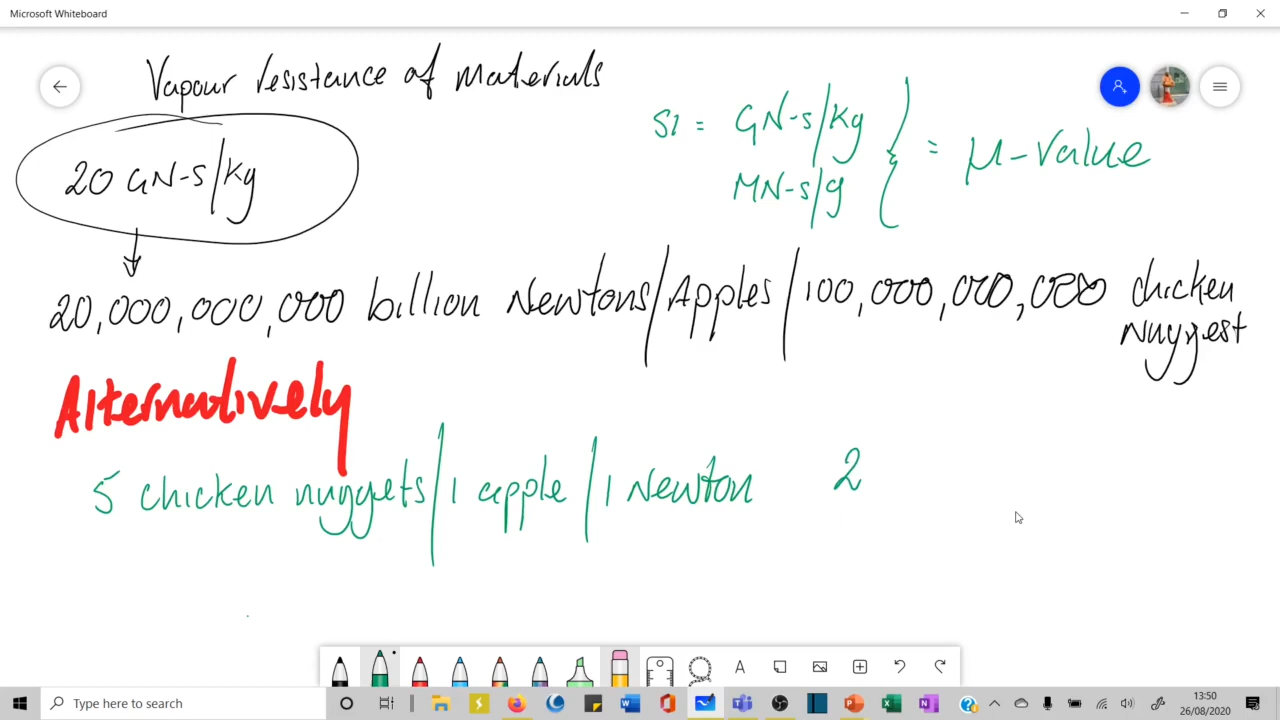 Microsoft Whiteboard
Vapour resistance of materials
SI = GN-s/kg
MN-s/g
= μ-value
20 GN-s/kg
20,000,000,000 billion Newtons/Apples/100,000,000,000 chicken
nuggest
Alternatively
5 chicken nuggets/1 apple/1 Newton 2
Type here to search
13:50
26/08/2020